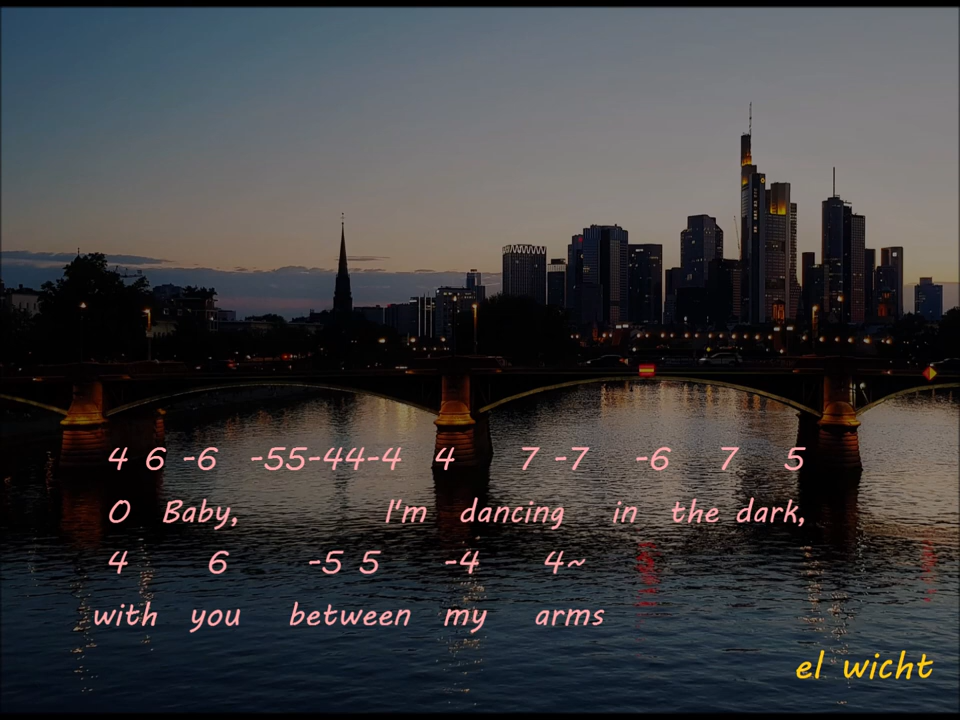 4 6 -6 -55-44-4 4 7 -7 -6 7 5
O Baby, I'm dancing in the dark,
4 6 -5 5 -4 4~
with you between my arms
el wicht